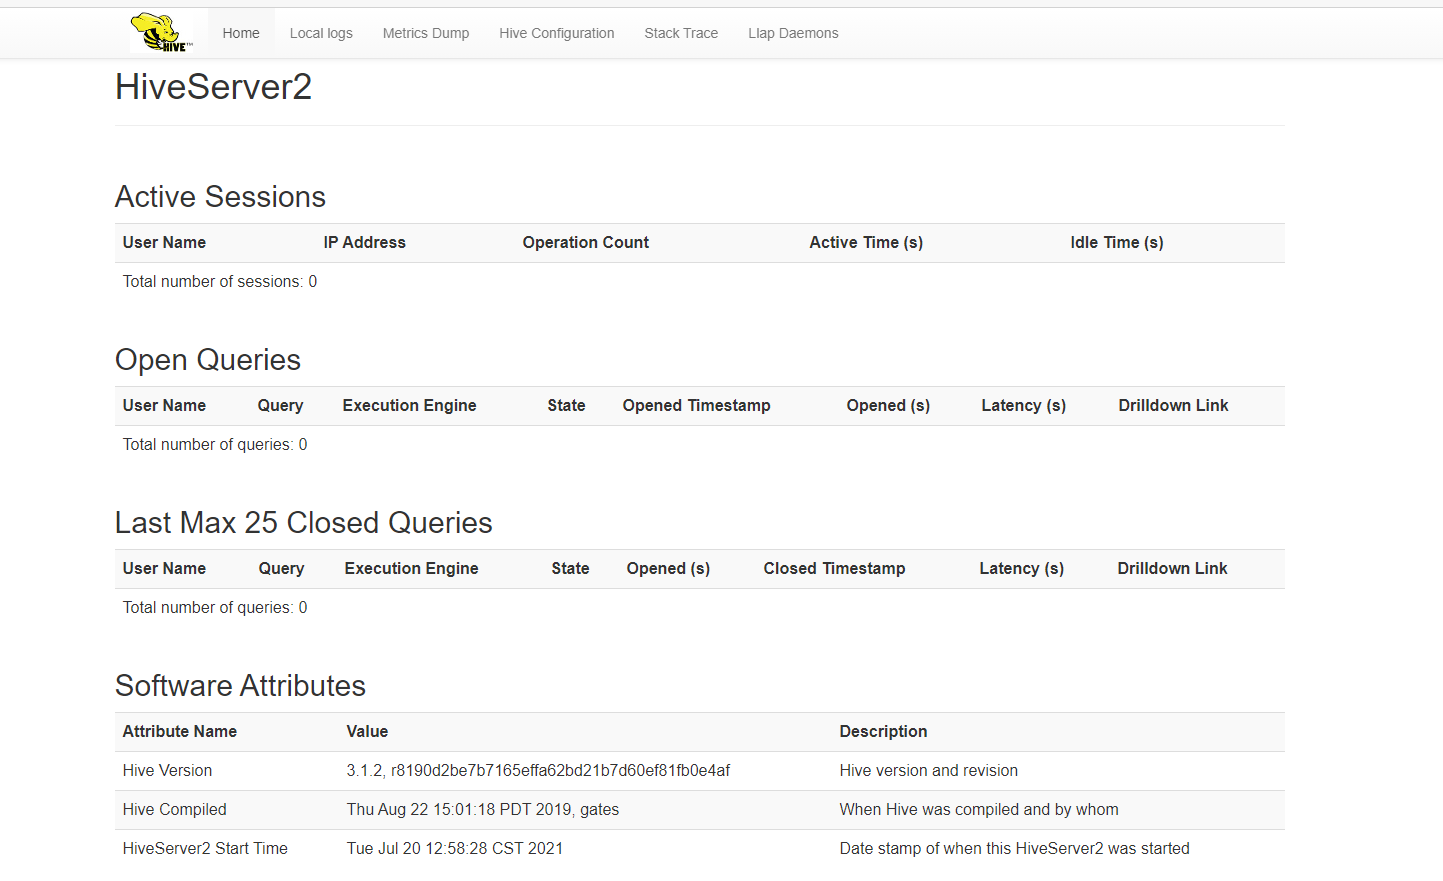 HIVE™ Home Local logs Metrics Dump Hive Configuration Stack Trace Llap Daemons
HiveServer2
Active Sessions
User Name IP Address Operation Count Active Time (s) Idle Time (s)
Total number of sessions: 0
Open Queries
User Name Query Execution Engine State Opened Timestamp Opened (s) Latency (s) Drilldown Link
Total number of queries: 0
Last Max 25 Closed Queries
User Name Query Execution Engine State Opened (s) Closed Timestamp Latency (s) Drilldown Link
Total number of queries: 0
Software Attributes
Attribute Name Value Description
Hive Version 3.1.2, r8190d2be7b7165effa62bd21b7d60ef81fb0e4af Hive version and revision
Hive Compiled Thu Aug 22 15:01:18 PDT 2019, gates When Hive was compiled and by whom
HiveServer2 Start Time Tue Jul 20 12:58:28 CST 2021 Date stamp of when this HiveServer2 was started